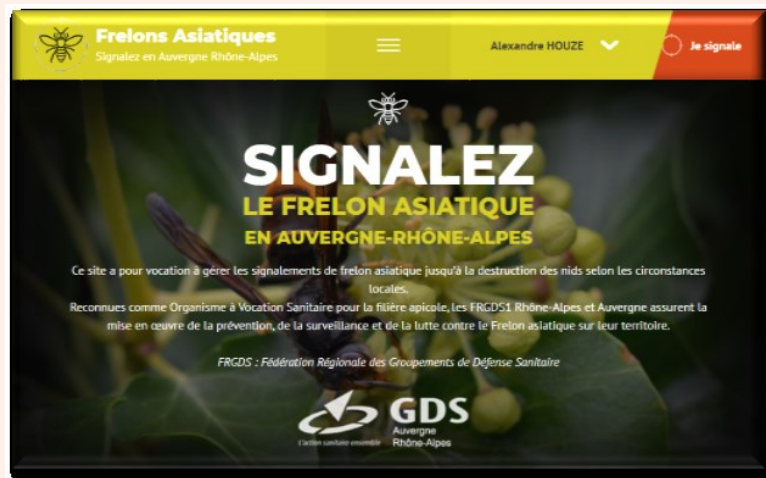 Frelons Asiatiques
Signalez en Auvergne Rhône-Alpes
Alexandre HOUZE
Je signale
SIGNALEZ
LE FRELON ASIATIQUE
EN AUVERGNE-RHÔNE-ALPES
Ce site a pour vocation à gérer les signalements de frelon asiatique jusqu'à la destruction des nids selon les circonstances
locales.
Reconnues comme Organisme à Vocation Sanitaire pour la filière apicole, les FRGDS1 Rhône-Alpes et Auvergne assurent la
mise en œuvre de la prévention, de la surveillance et de la lutte contre le Frelon asiatique sur leur territoire.
FRGDS : Fédération Régionale des Groupements de Défense Sanitaire
GDS
Auvergne
L'action sanitaire ensemble
Rhône-Alpes